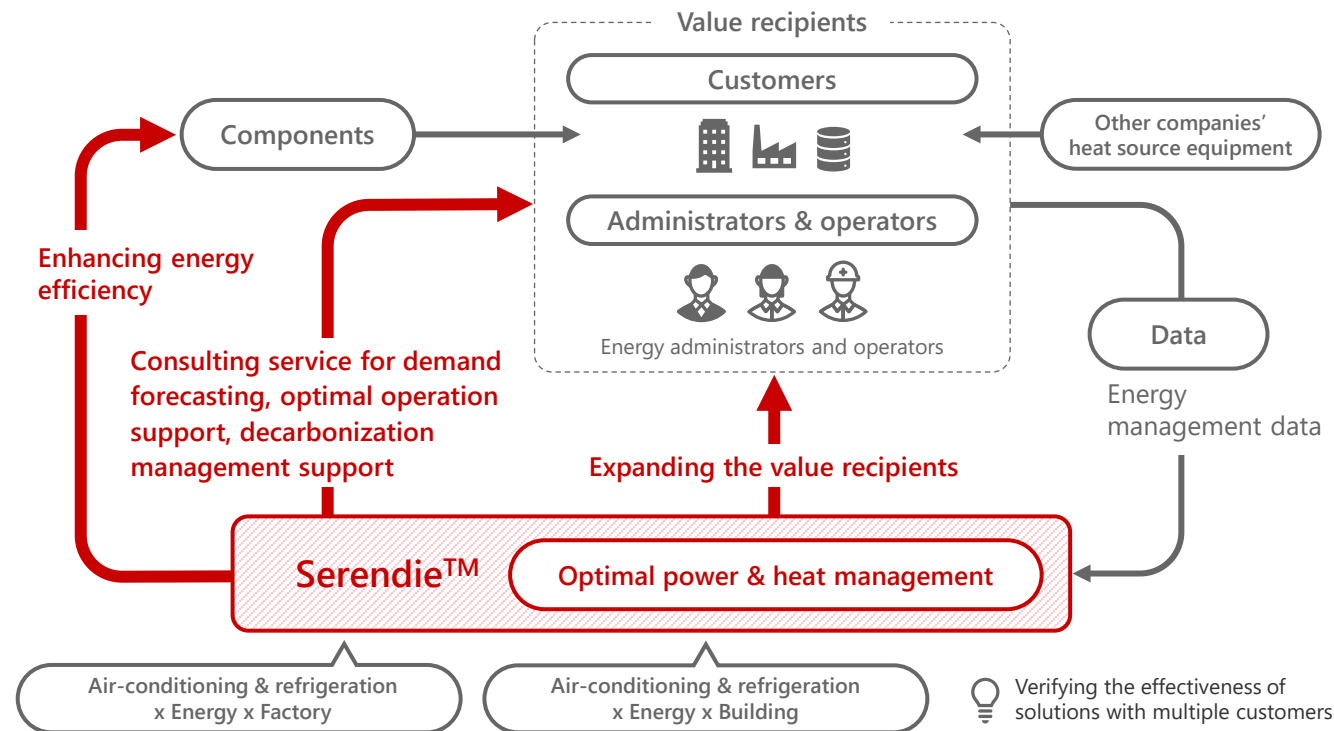 Value recipients
Customers
Components
Other companies’
heat source equipment
Administrators & operators
Energy administrators and operators
Enhancing energy
efficiency
Data
Energy
management data
Consulting service for demand
forecasting, optimal operation
support, decarbonization
management support
Expanding the value recipients
Serendie™
Optimal power & heat management
Air-conditioning & refrigeration
x Energy x Factory
Air-conditioning & refrigeration
x Energy x Building
Verifying the effectiveness of
solutions with multiple customers